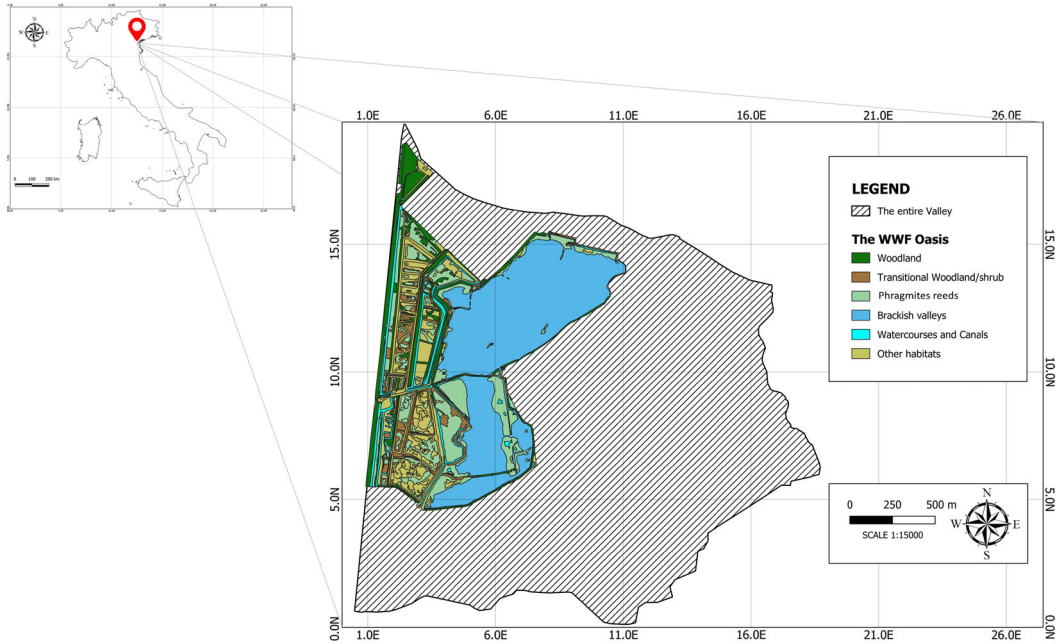 N
W E
S
0 100 200 km
1.0E 6.0E 11.0E 16.0E 21.0E 26.0E
15.0N 15.0N
10.0N 10.0N
5.0N 5.0N
0.0N 0.0N
1.0E 6.0E 11.0E 16.0E 21.0E 26.0E
LEGEND
The entire Valley
The WWF Oasis
Woodland
Transitional Woodland/shrub
Phragmites reeds
Brackish valleys
Watercourses and Canals
Other habitats
0 250 500 m
SCALE 1:15000
N
W E
S